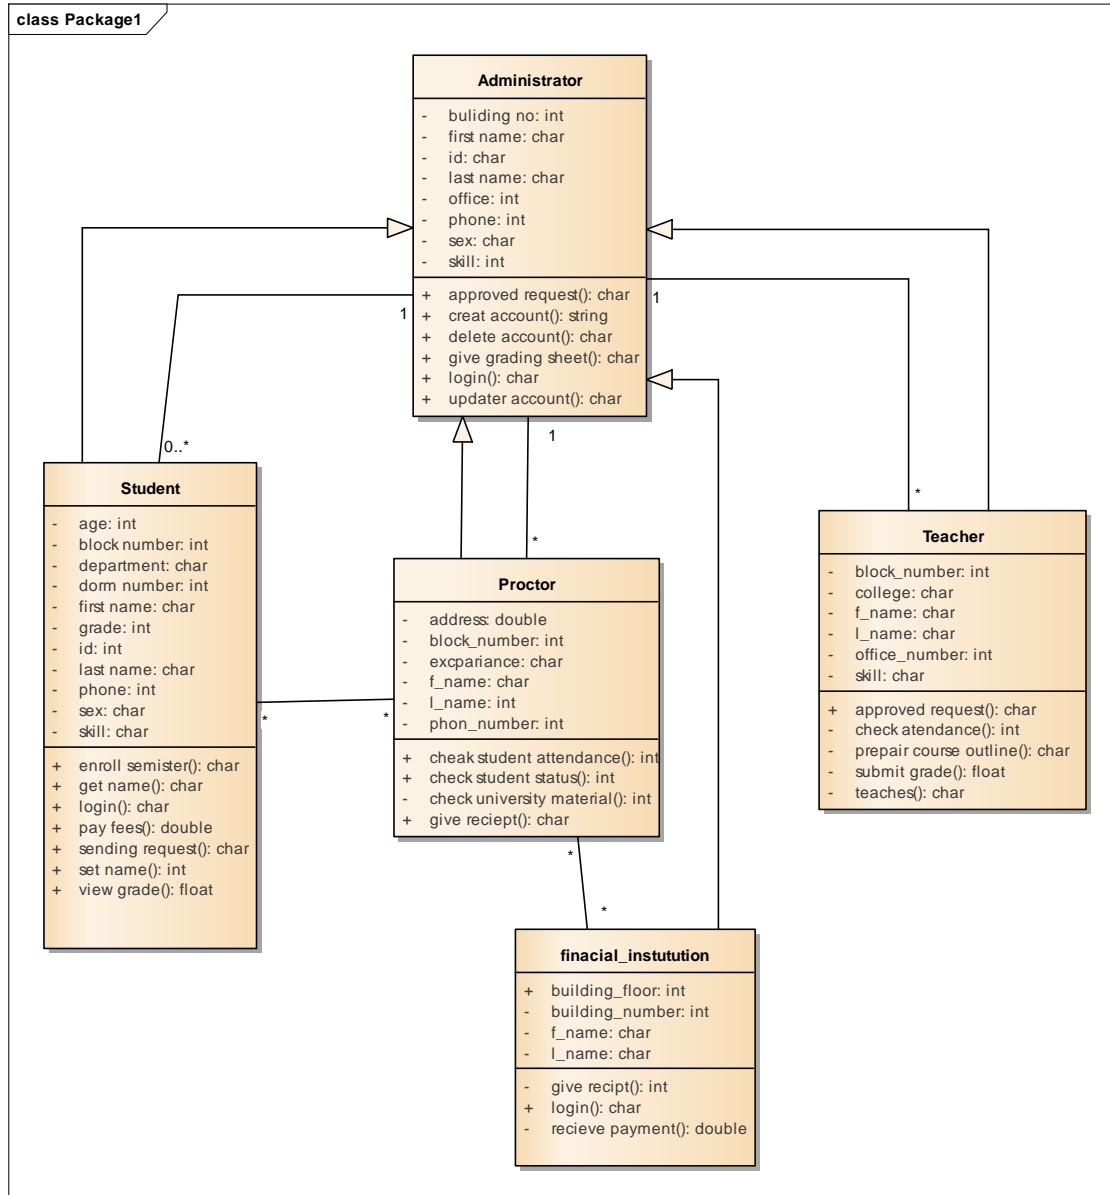 class Package1
Administrator
- buliding no: int
- first name: char
- id: char
- last name: char
- office: int
- phone: int
- sex: char
- skill: int
+ approved request(): char
+ creat account(): string
+ delete account(): char
+ give grading sheet(): char
+ login(): char
+ updater account(): char
1
1
1
0..*
*
*
Student
- age: int
- block number: int
- department: char
- dorm number: int
- first name: char
- grade: int
- id: int
- last name: char
- phone: int
- sex: char
- skill: char
+ enroll semister(): char
+ get name(): char
+ login(): char
+ pay fees(): double
+ sending request(): char
+ set name(): int
+ view grade(): float
*
*
Proctor
- address: double
- block_number: int
- excpariance: char
- f_name: char
- l_name: int
- phon_number: int
+ cheak student attendance(): int
+ check student status(): int
- check university material(): int
+ give reciept(): char
Teacher
- block_number: int
- college: char
- f_name: char
- l_name: char
- office_number: int
- skill: char
+ approved request(): char
- check atendance(): int
- prepair course outline(): char
- submit grade(): float
- teaches(): char
*
*
finacial_instutution
+ building_floor: int
- building_number: int
- f_name: char
- l_name: char
- give recipt(): int
+ login(): char
- recieve payment(): double